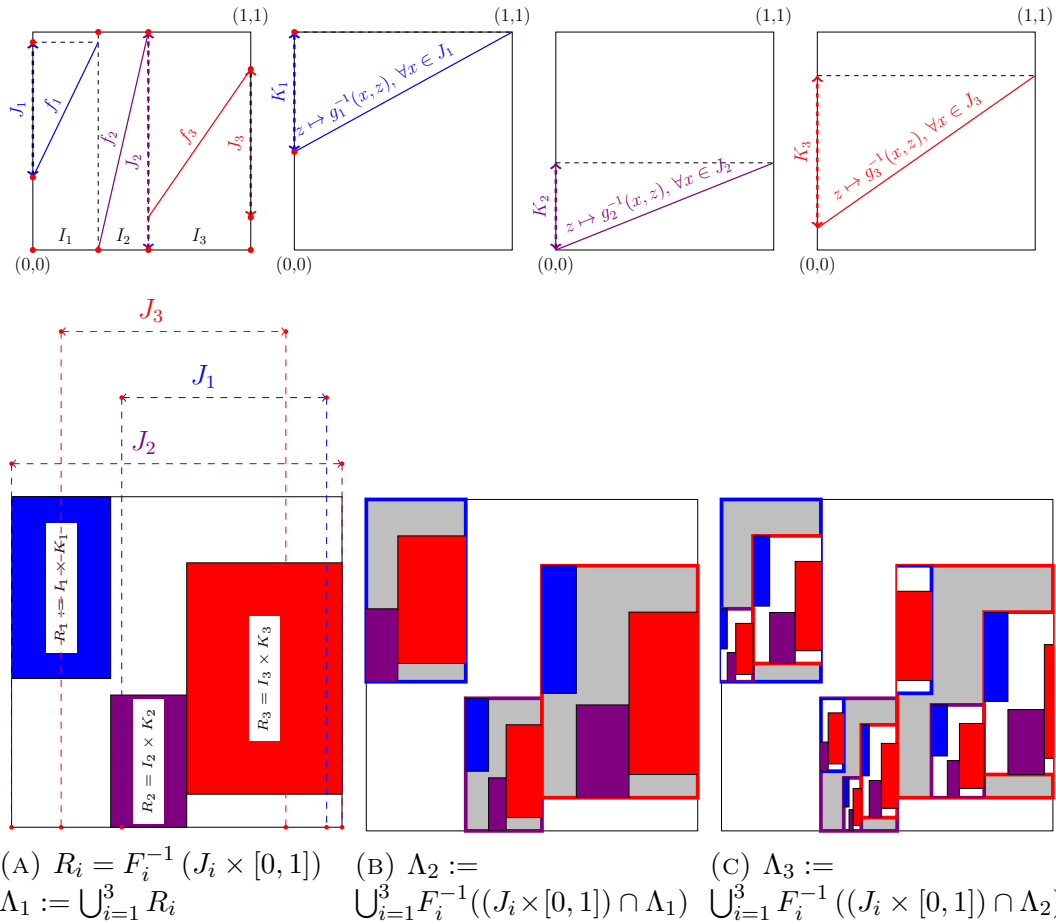 (1,1)
(1,1)
(1,1)
(1,1)
J₁
f₁
f₂
J₂
f₃
J₃
I₁
I₂
I₃
(0,0)
K₁
z ↦ g₁⁻¹(x, z), ∀x ∈ J₁
(0,0)
K₂
z ↦ g₂⁻¹(x, z), ∀x ∈ J₂
(0,0)
K₃
z ↦ g₃⁻¹(x, z), ∀x ∈ J₃
(0,0)
J₃
J₁
J₂
R₁ := I₁ × K₁
R₂ = I₂ × K₂
R₃ = I₃ × K₃
(A) Rᵢ = Fᵢ⁻¹ (Jᵢ × [0, 1])
Λ₁ := ⋃³ᵢ₌₁ Rᵢ
(B) Λ₂ :=
⋃³ᵢ₌₁ Fᵢ⁻¹((Jᵢ×[0, 1]) ∩ Λ₁)
(C) Λ₃ :=
⋃³ᵢ₌₁ Fᵢ⁻¹ ((Jᵢ × [0, 1]) ∩ Λ₂)